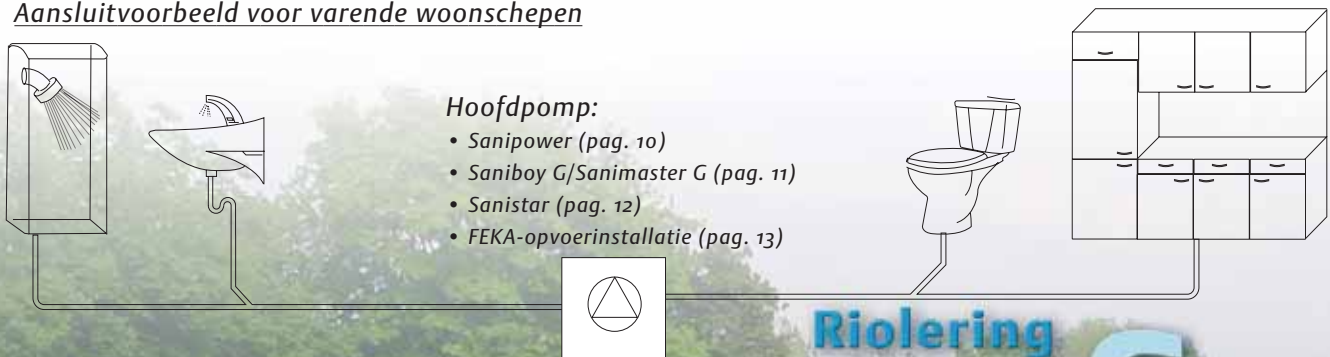 Aansluitvoorbeeld voor varende woonschepen
Hoofdpomp:
• Sanipower (pag. 10)
• Saniboy G/Sanimaster G (pag. 11)
• Sanistar (pag. 12)
• FEKA-opvoerinstallatie (pag. 13)
Riolering